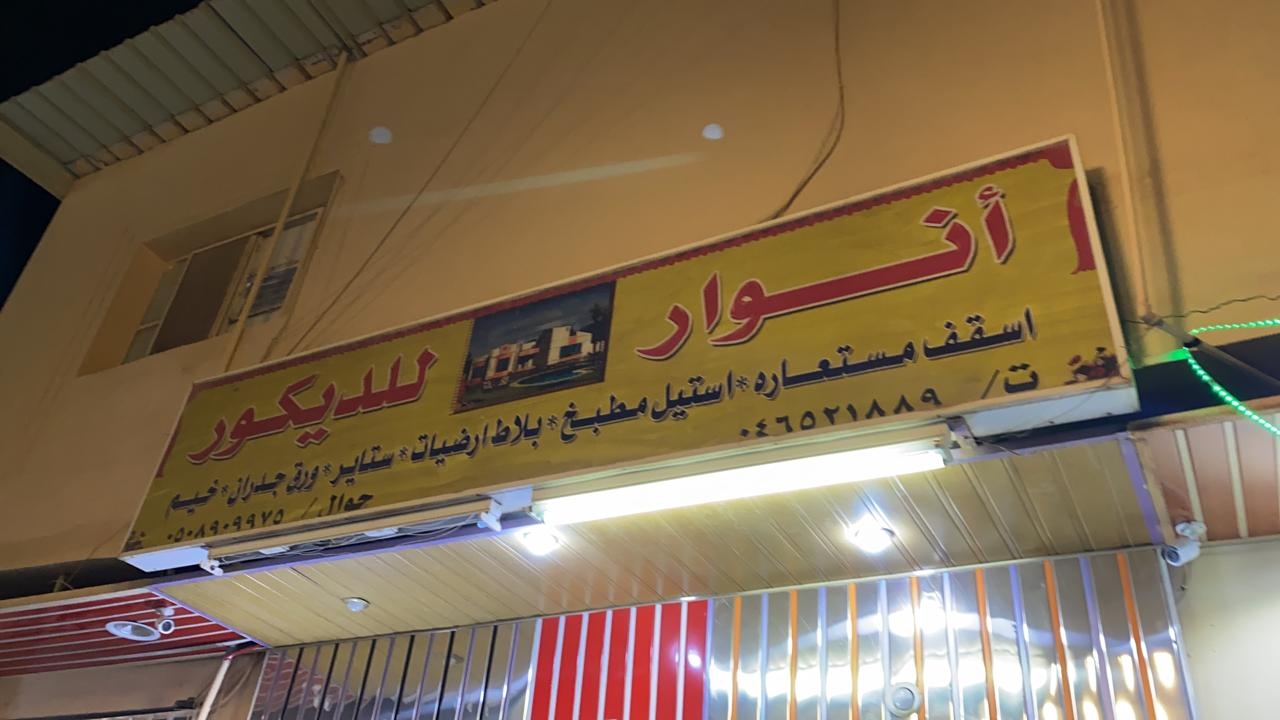 أنوار للديكور
اسقف مستعاره * استيل مطبخ * بلاط ارضيات * ستاير * ورق جدران * خيم
ت / ٠٤٦٥٢١٨٨٩ جوال / ٠٥٠٨٩٠٩٩٧٥